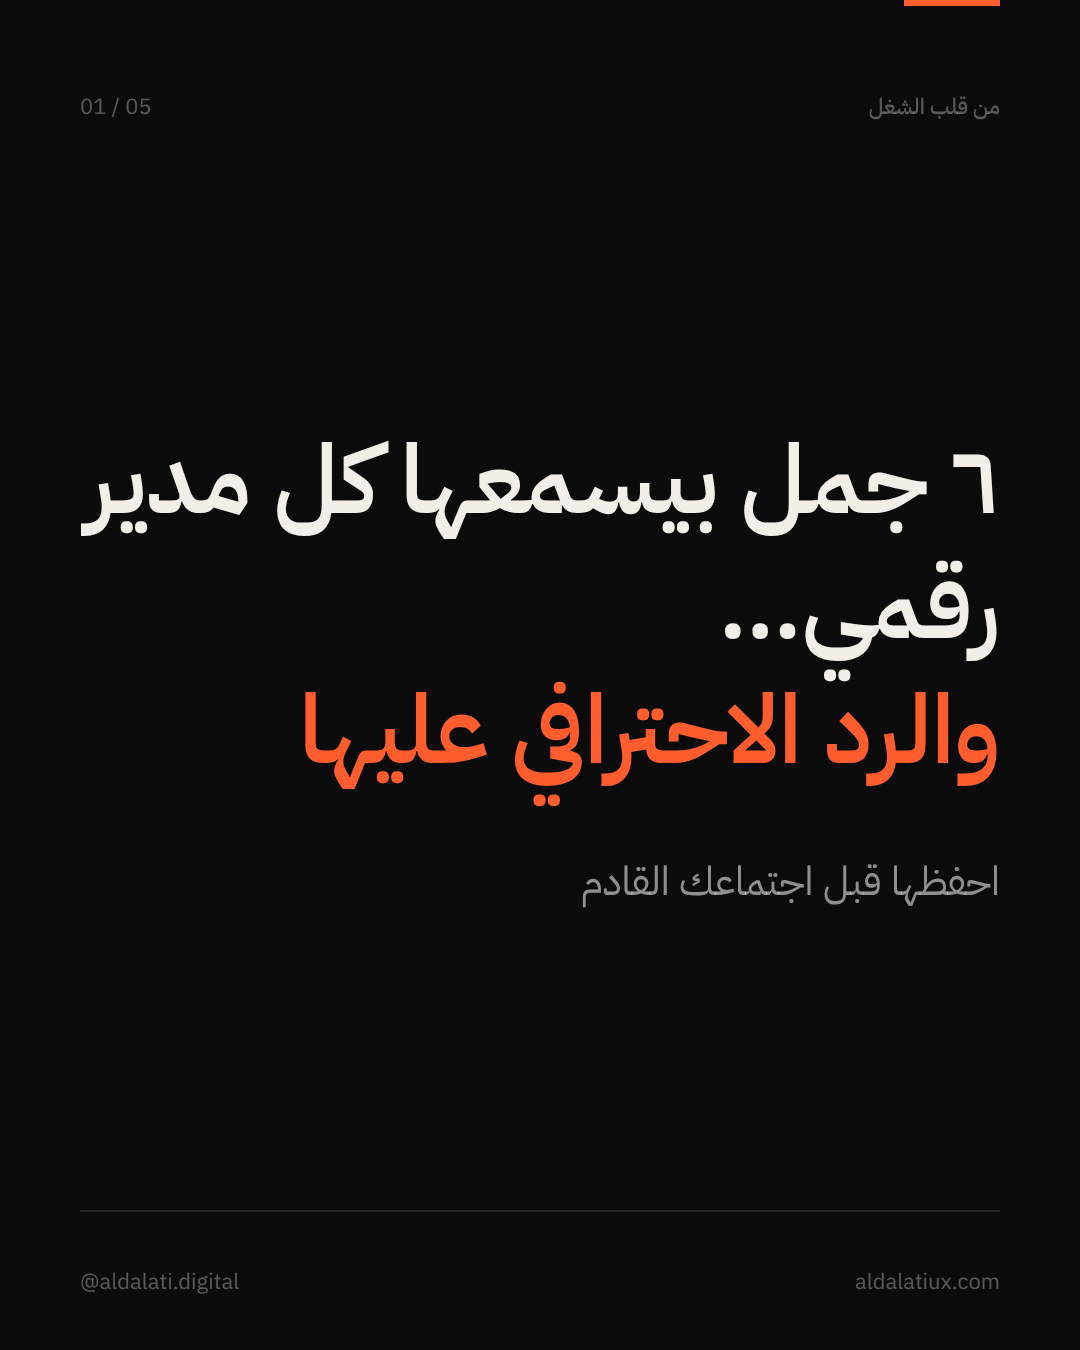 من قلب الشغل
01 / 05
٦ جمل بيسمعها كل مدير
رقمي...
والرد الاحترافي عليها
احفظها قبل اجتماعك القادم
aldalatiux.com
@aldalati.digital